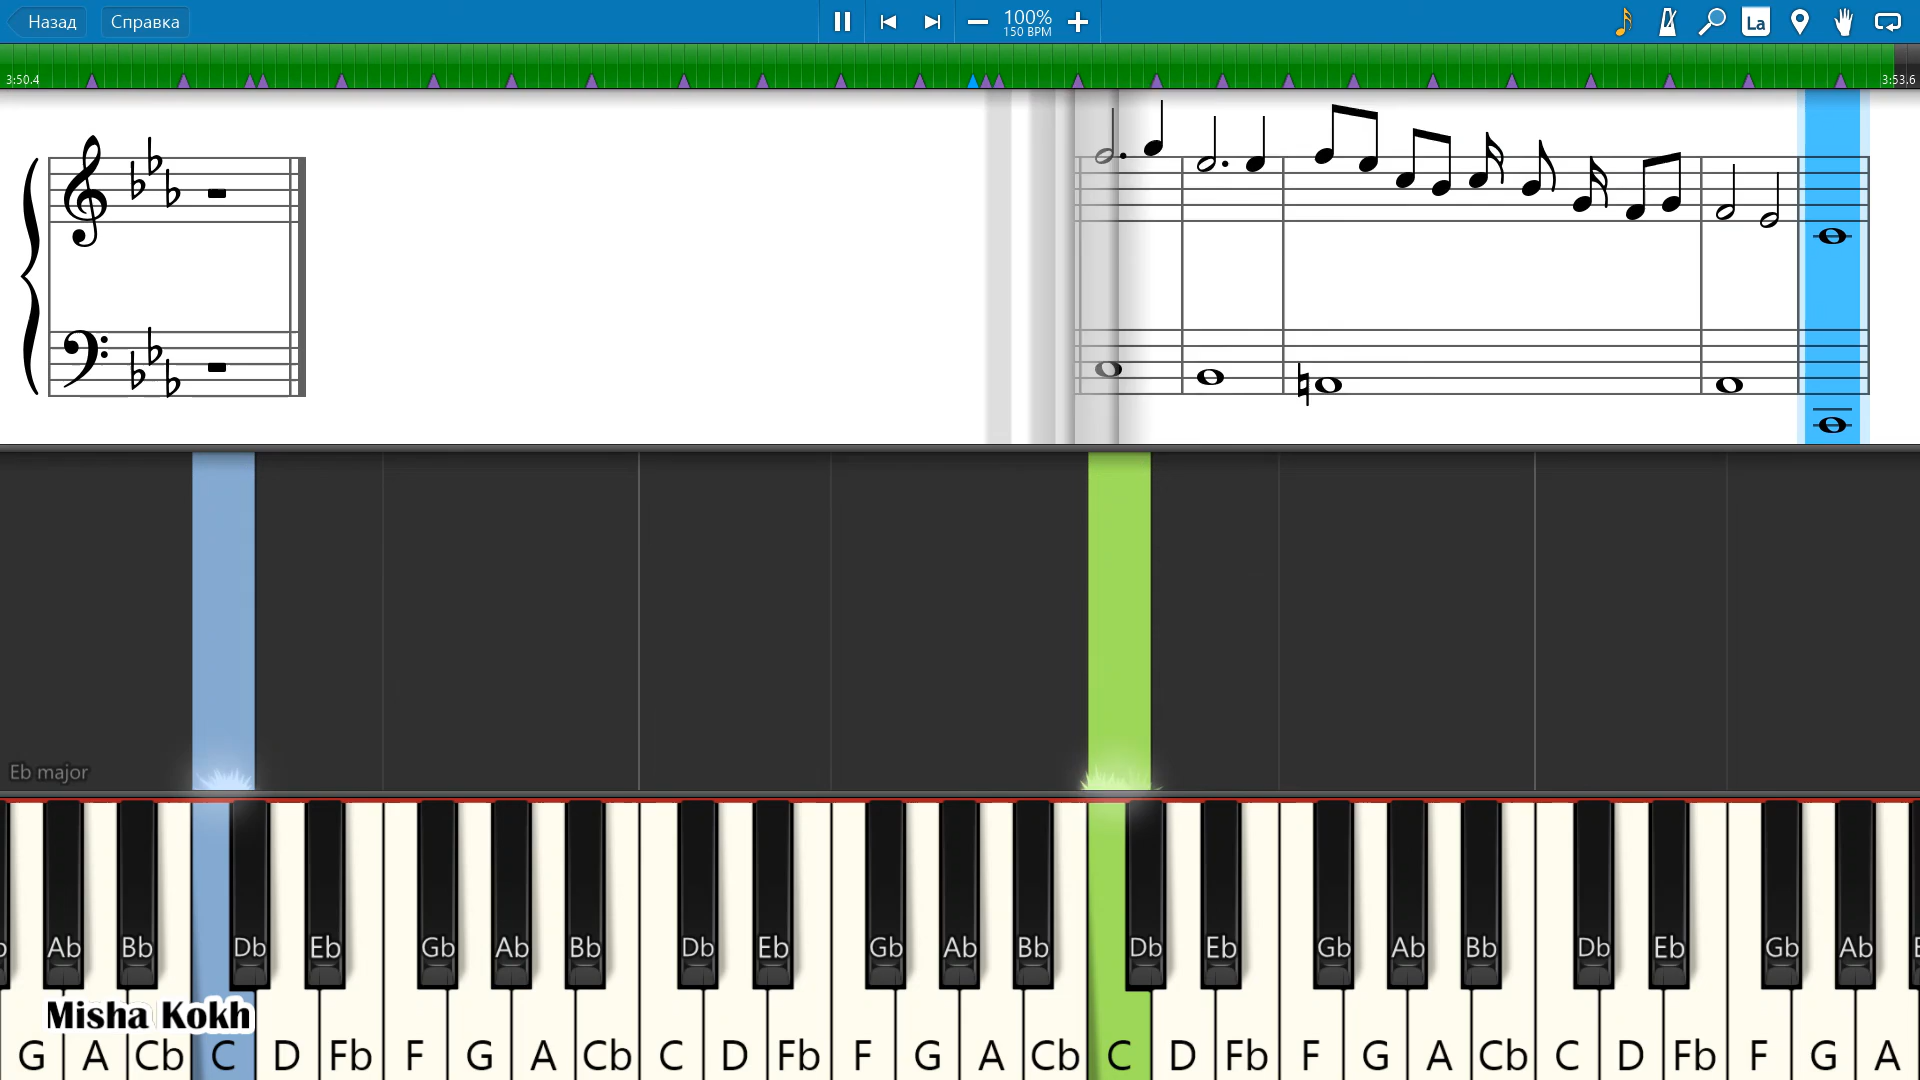 Назад Справка 100%
150 BPM La
3:50.4 3:53.6
Eb major
Ab Bb Db Eb Gb Ab Bb Db Eb Gb Ab Bb Db Eb Gb Ab Bb Db Eb Gb Ab
Misha Kokh
G A Cb C D Fb F G A Cb C D Fb F G A Cb C D Fb F G A Cb C D Fb F G A